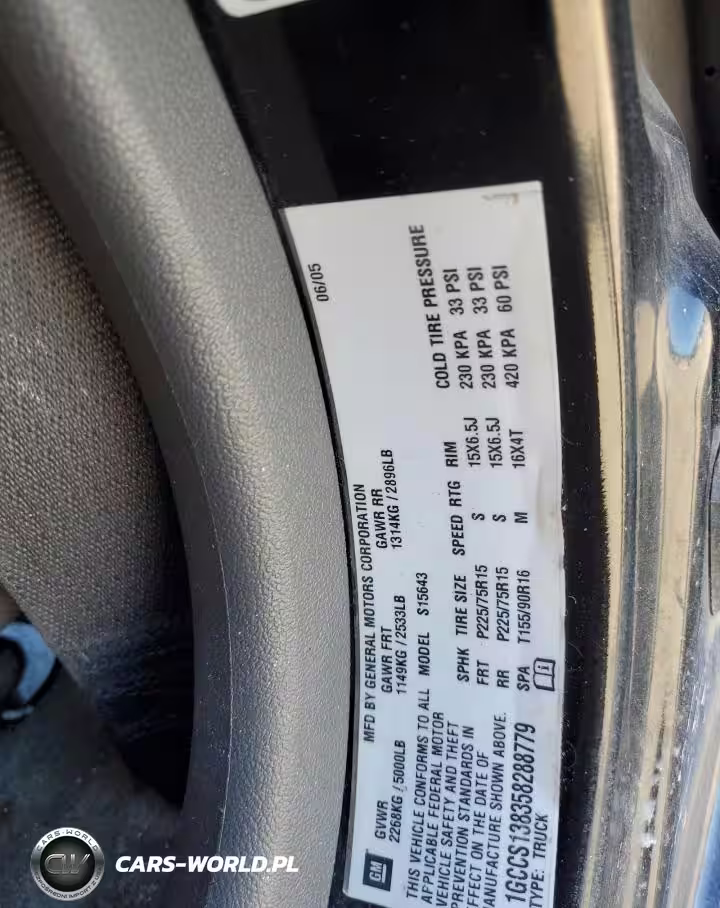 06/05
MFD BY GENERAL MOTORS CORPORATION
GVWR GAWR FRT GAWR RR
2268KG / 5000LB 1149KG / 2533LB 1314KG / 2896LB
THIS VEHICLE CONFORMS TO ALL
APPLICABLE FEDERAL MOTOR
VEHICLE SAFETY AND THEFT
PREVENTION STANDARDS IN
EFFECT ON THE DATE OF
MANUFACTURE SHOWN ABOVE.
1GCCS138358288779
TYPE: TRUCK
MODEL S15643
SPHK TIRE SIZE SPEED RTG RIM COLD TIRE PRESSURE
FRT P225/75R15 S 15X6.5J 230 KPA 33 PSI
RR P225/75R15 S 15X6.5J 230 KPA 33 PSI
SPA T155/90R16 M 16X4T 420 KPA 60 PSI
GM
CARS-WORLD
CW
CARS-WORLD.PL